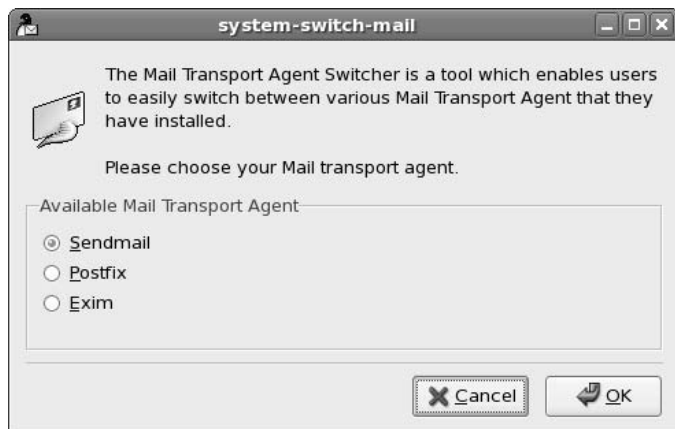 system-switch-mail
The Mail Transport Agent Switcher is a tool which enables users
to easily switch between various Mail Transport Agent that they
have installed.
Please choose your Mail transport agent.
Available Mail Transport Agent
Sendmail
Postfix
Exim
Cancel
OK